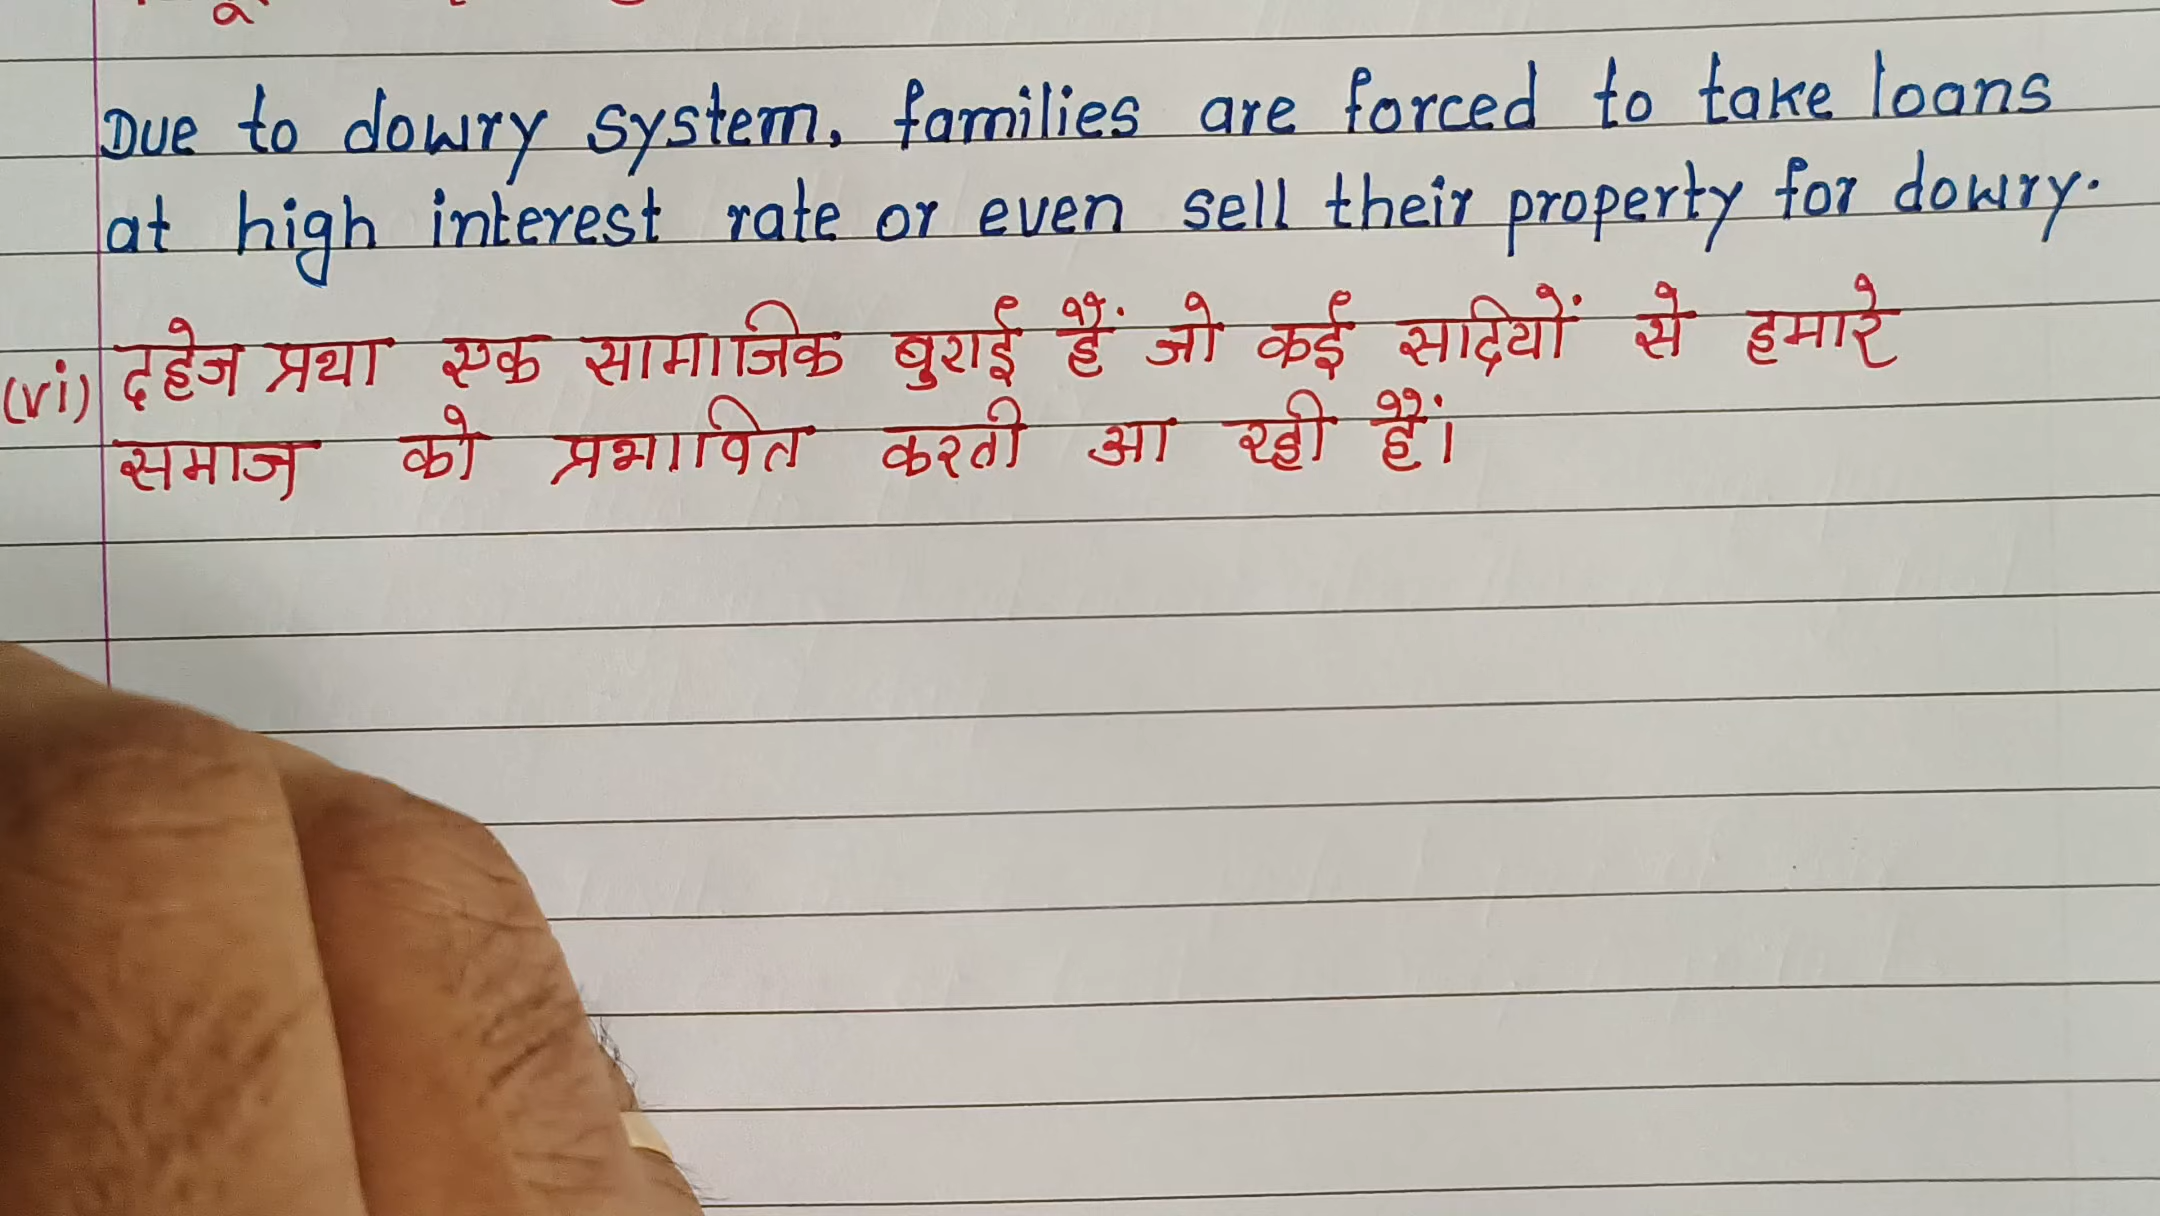 Due to dowry system, families are forced to take loans
at high interest rate or even sell their property for dowry.
(vi) दहेज प्रथा एक सामाजिक बुराई हैं जो कई सदियों से हमारे
समाज को प्रभावित करती आ रही हैं।